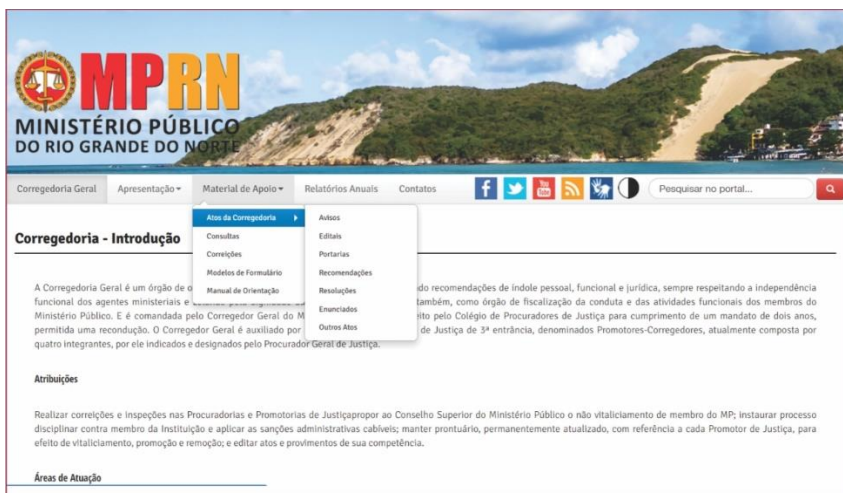 MPRN
MINISTÉRIO PÚBLICO
DO RIO GRANDE DO NORTE
Corregedoria Geral Apresentação Material de Apoio Relatórios Anuais Contatos f You Tube Pesquisar no portal...
Atos da Corregedoria Avisos
Consultas Editais
Correições Portarias
Modelos de Formulário Recomendações
Manual de Orientação Resoluções
Enunciados
Outros Atos
Corregedoria - Introdução
A Corregedoria Geral é um órgão de o do recomendações de índole pessoal, funcional e jurídica, sempre respeitando a independência
funcional dos agentes ministeriais e também, como órgão de fiscalização da conduta e das atividades funcionais dos membros do
Ministério Público. E é comandada pelo Corregedor Geral do M ito pelo Colégio de Procuradores de Justiça para cumprimento de um mandato de dois anos,
permitida uma recondução. O Corregedor Geral é auxiliado por de Justiça de 3ª entrância, denominados Promotores-Corregedores, atualmente composta por
quatro integrantes, por ele indicados e designados pelo Procurador Geral de Justiça.
Atribuições
Realizar correições e inspeções nas Procuradorias e Promotorias de Justiçapropor ao Conselho Superior do Ministério Público o não vitaliciamento de membro do MP; instaurar processo
disciplinar contra membro da Instituição e aplicar as sanções administrativas cabíveis; manter prontuário, permanentemente atualizado, com referência a cada Promotor de Justiça, para
efeito de vitaliciamento, promoção e remoção; e editar atos e provimentos de sua competência.
Áreas de Atuação